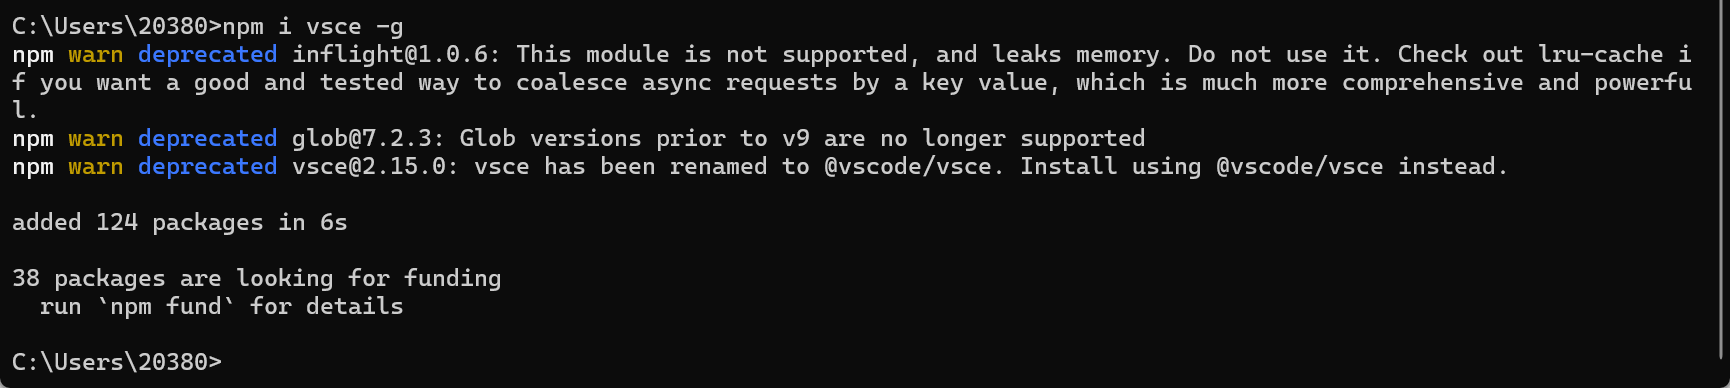 C:\Users\20380>npm i vsce -g
npm warn deprecated inflight@1.0.6: This module is not supported, and leaks memory. Do not use it. Check out lru-cache i
f you want a good and tested way to coalesce async requests by a key value, which is much more comprehensive and powerfu
l.
npm warn deprecated glob@7.2.3: Glob versions prior to v9 are no longer supported
npm warn deprecated vsce@2.15.0: vsce has been renamed to @vscode/vsce. Install using @vscode/vsce instead.
added 124 packages in 6s
38 packages are looking for funding
  run `npm fund` for details
C:\Users\20380>